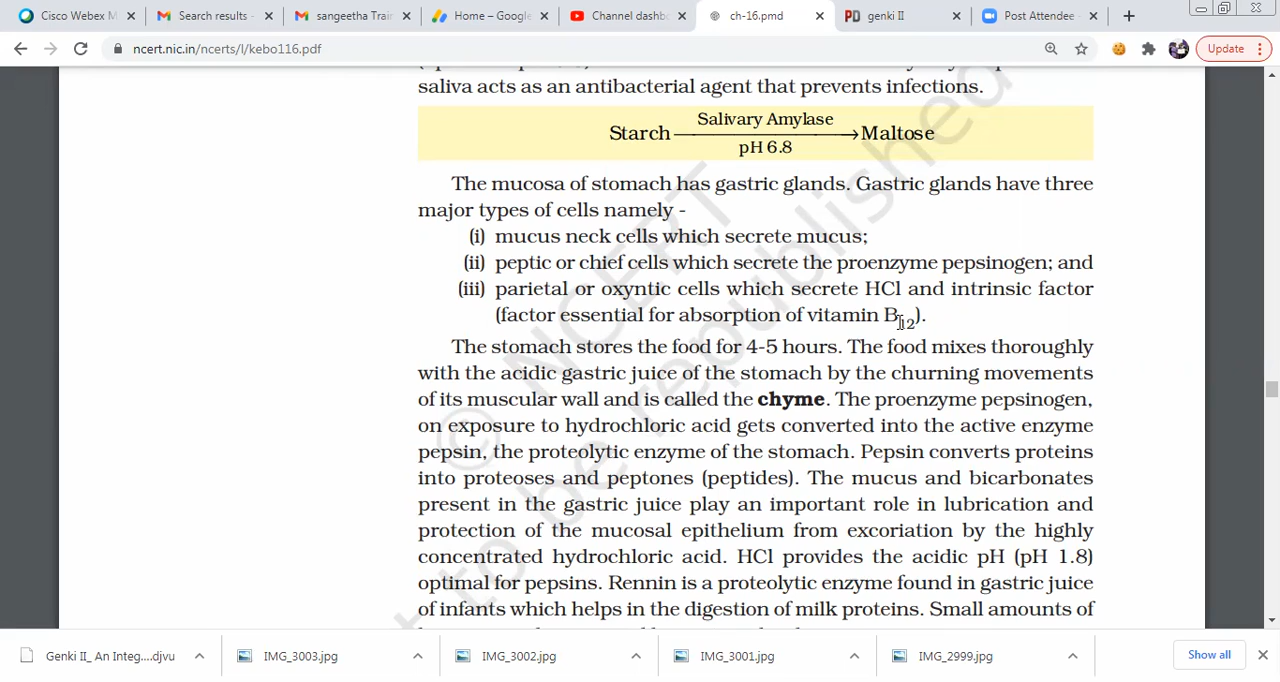 Cisco Webex M
Search results -
sangeetha Train
Home – Google
Channel dashb
ch-16.pmd
genki II
Post Attendee -
ncert.nic.in/ncerts/l/kebo116.pdf
Update
saliva acts as an antibacterial agent that prevents infections.
Salivary Amylase
Starch → Maltose
pH 6.8
The mucosa of stomach has gastric glands. Gastric glands have three
major types of cells namely -
(i) mucus neck cells which secrete mucus;
(ii) peptic or chief cells which secrete the proenzyme pepsinogen; and
(iii) parietal or oxyntic cells which secrete HCl and intrinsic factor
(factor essential for absorption of vitamin B12).
The stomach stores the food for 4-5 hours. The food mixes thoroughly
with the acidic gastric juice of the stomach by the churning movements
of its muscular wall and is called the chyme. The proenzyme pepsinogen,
on exposure to hydrochloric acid gets converted into the active enzyme
pepsin, the proteolytic enzyme of the stomach. Pepsin converts proteins
into proteoses and peptones (peptides). The mucus and bicarbonates
present in the gastric juice play an important role in lubrication and
protection of the mucosal epithelium from excoriation by the highly
concentrated hydrochloric acid. HCl provides the acidic pH (pH 1.8)
optimal for pepsins. Rennin is a proteolytic enzyme found in gastric juice
of infants which helps in the digestion of milk proteins. Small amounts of
© NCERT
be republished
Genki II_ An Integ....djvu
IMG_3003.jpg
IMG_3002.jpg
IMG_3001.jpg
IMG_2999.jpg
Show all